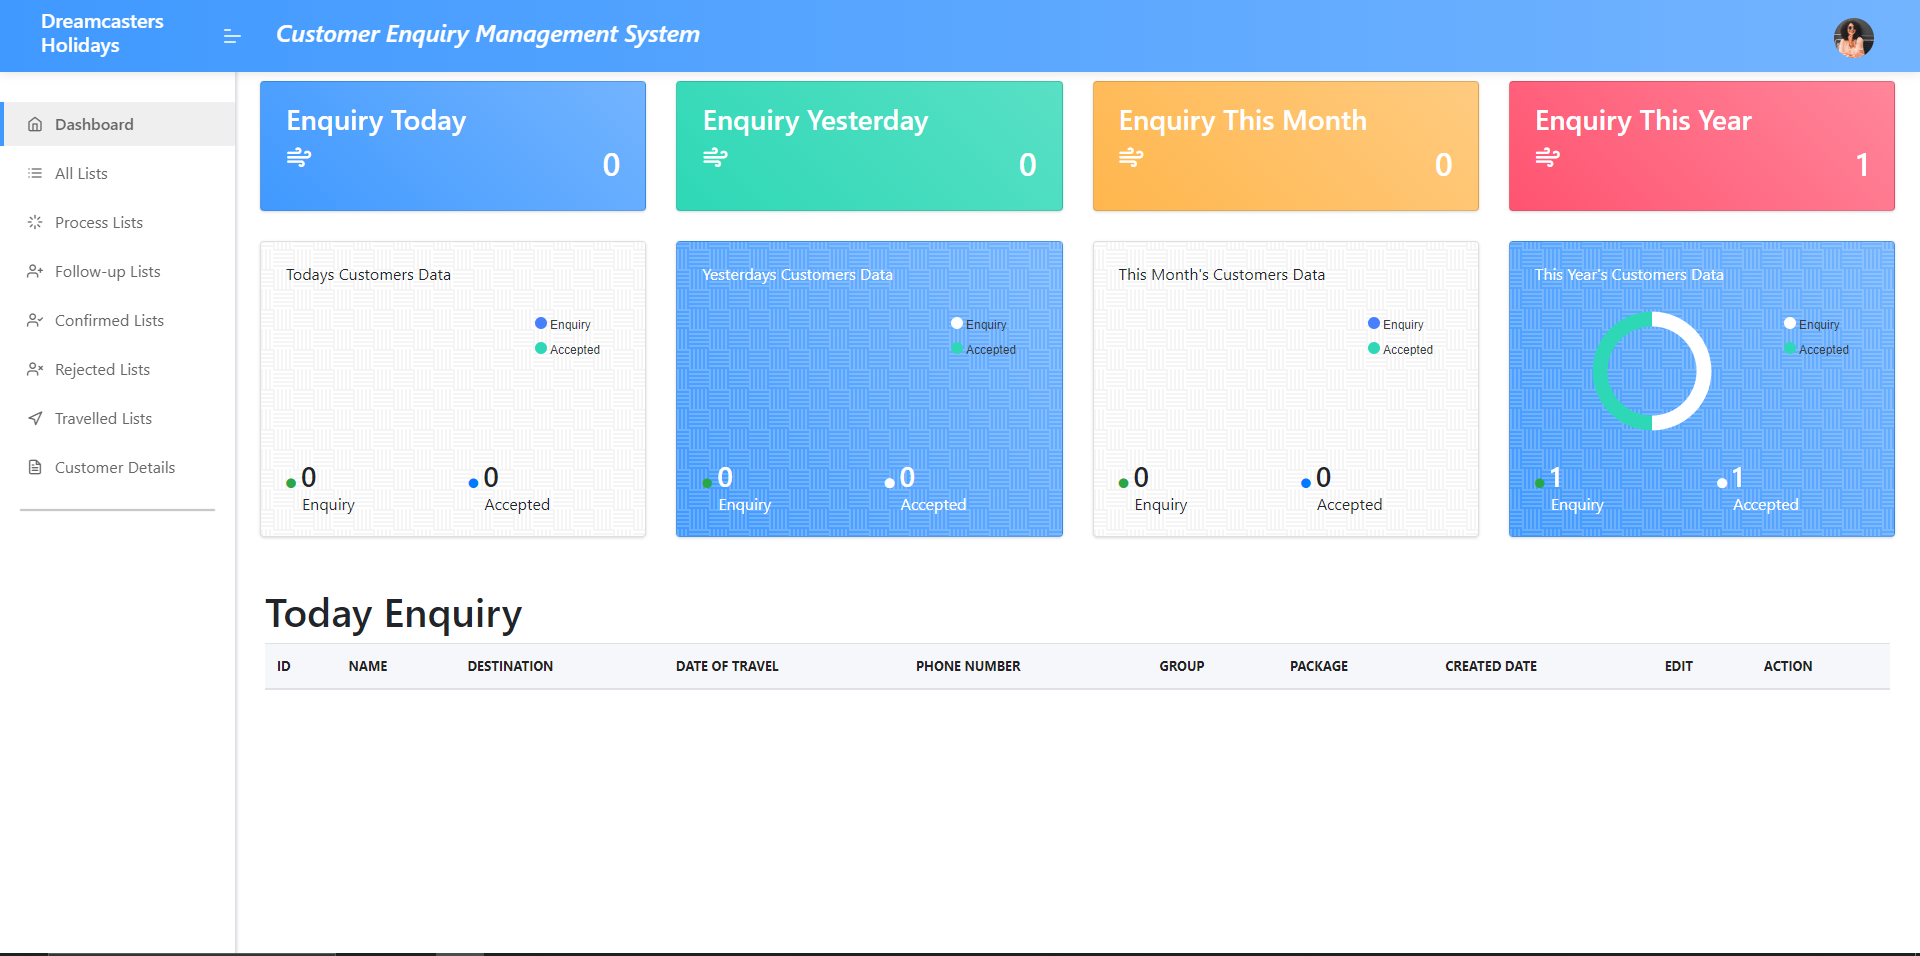 Dreamcasters
Holidays
Customer Enquiry Management System
Dashboard
All Lists
Process Lists
Follow-up Lists
Confirmed Lists
Rejected Lists
Travelled Lists
Customer Details
Enquiry Today
0
Enquiry Yesterday
0
Enquiry This Month
0
Enquiry This Year
1
Todays Customers Data
Enquiry
Accepted
0
Enquiry
0
Accepted
Yesterdays Customers Data
Enquiry
Accepted
0
Enquiry
0
Accepted
This Month's Customers Data
Enquiry
Accepted
0
Enquiry
0
Accepted
This Year's Customers Data
Enquiry
Accepted
1
Enquiry
1
Accepted
Today Enquiry
ID NAME DESTINATION DATE OF TRAVEL PHONE NUMBER GROUP PACKAGE CREATED DATE EDIT ACTION